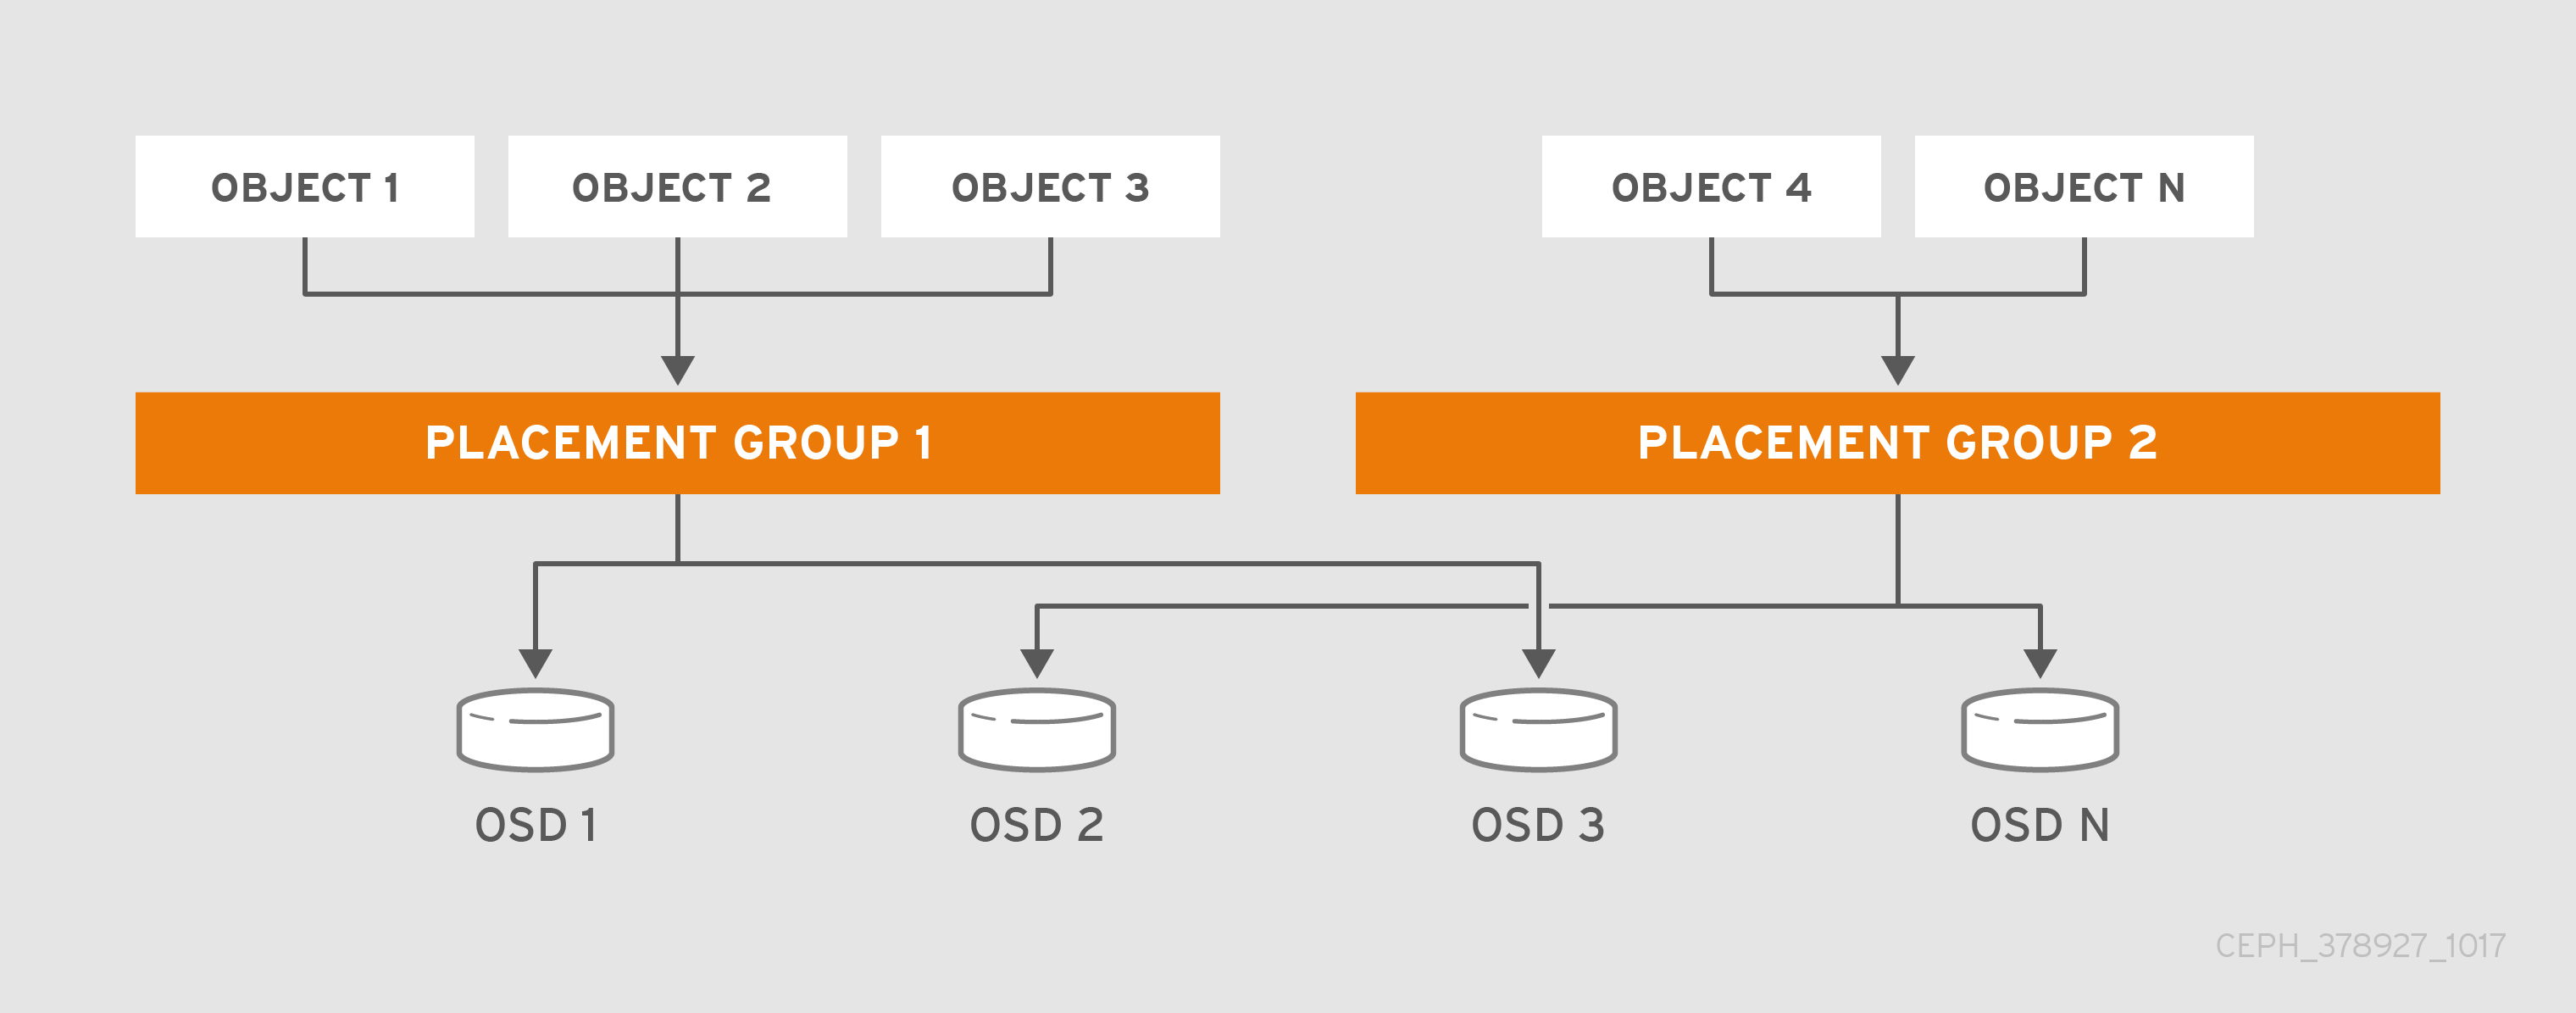 OBJECT 1
OBJECT 2
OBJECT 3
OBJECT 4
OBJECT N
PLACEMENT GROUP 1
PLACEMENT GROUP 2
OSD 1
OSD 2
OSD 3
OSD N
CEPH_378927_1017